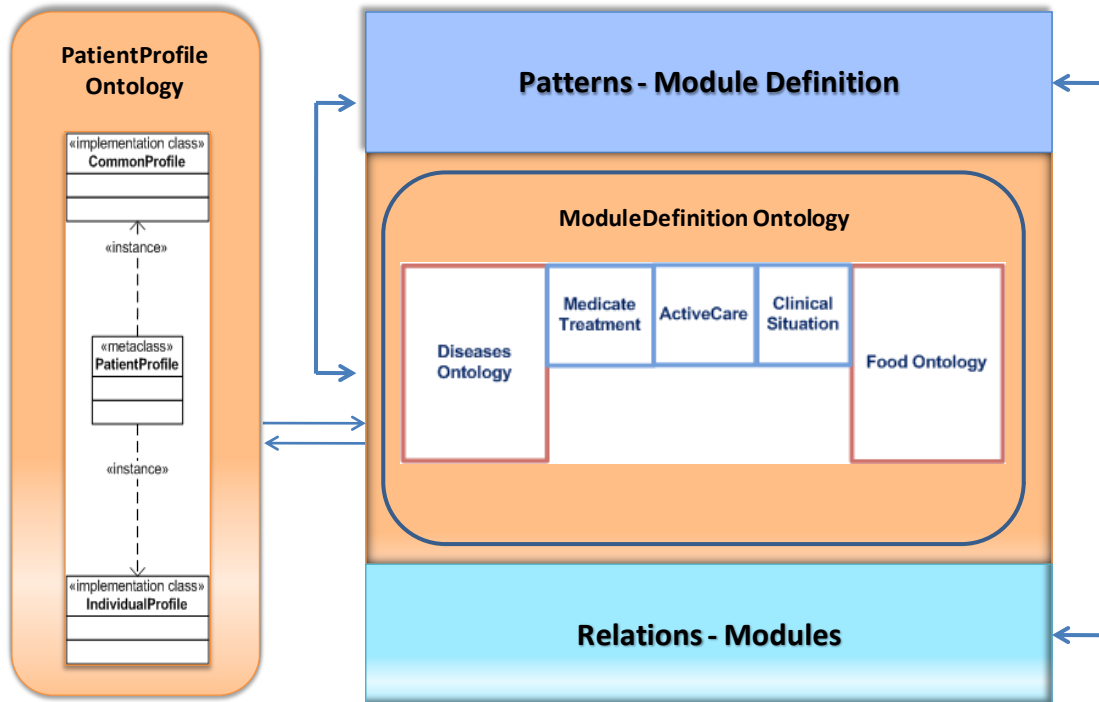 PatientProfile
Ontology
«implementation class»
CommonProfile
«instance»
«metaclass»
PatientProfile
«instance»
«implementation class»
IndividualProfile
Patterns - Module Definition
ModuleDefinition Ontology
Diseases
Ontology
Medicate
Treatment
ActiveCare
Clinical
Situation
Food Ontology
Relations - Modules